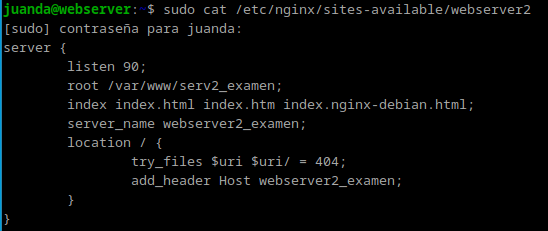 juanda@webserver:~$ sudo cat /etc/nginx/sites-available/webserver2
[sudo] contraseña para juanda:
server {
        listen 90;
        root /var/www/serv2_examen;
        index index.html index.htm index.nginx-debian.html;
        server_name webserver2_examen;
        location / {
                try_files $uri $uri/ = 404;
                add_header Host webserver2_examen;
        }
}